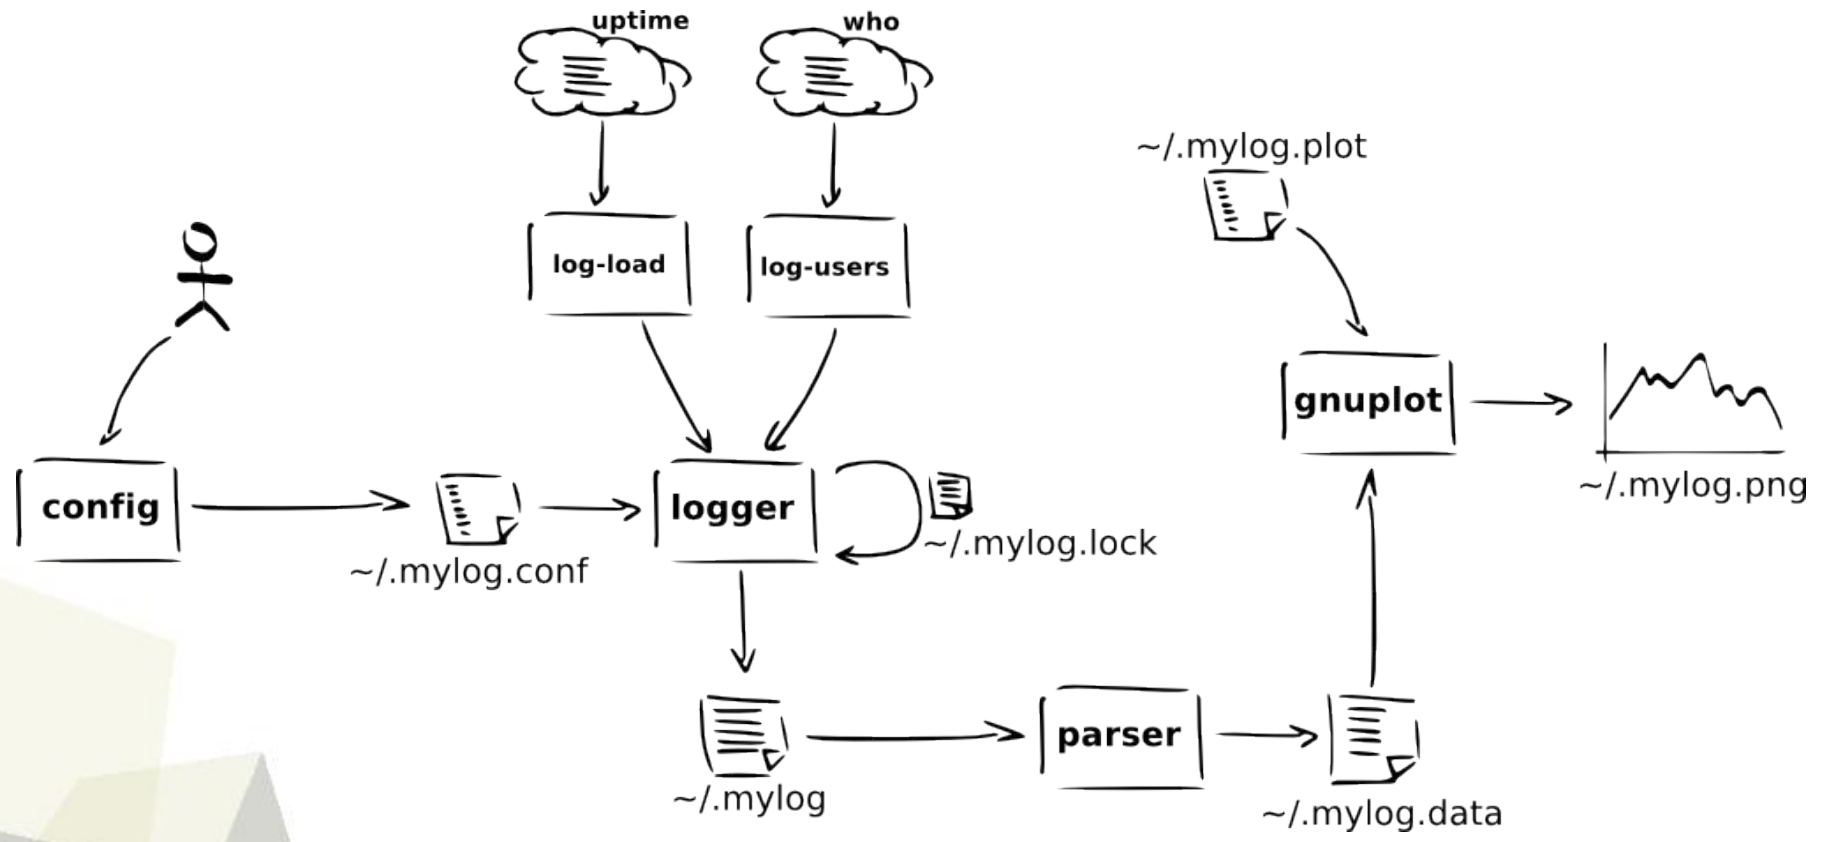 uptime
who
~/.mylog.plot
log-load
log-users
gnuplot
~/.mylog.png
config
logger
~/.mylog.lock
~/.mylog.conf
parser
~/.mylog
~/.mylog.data